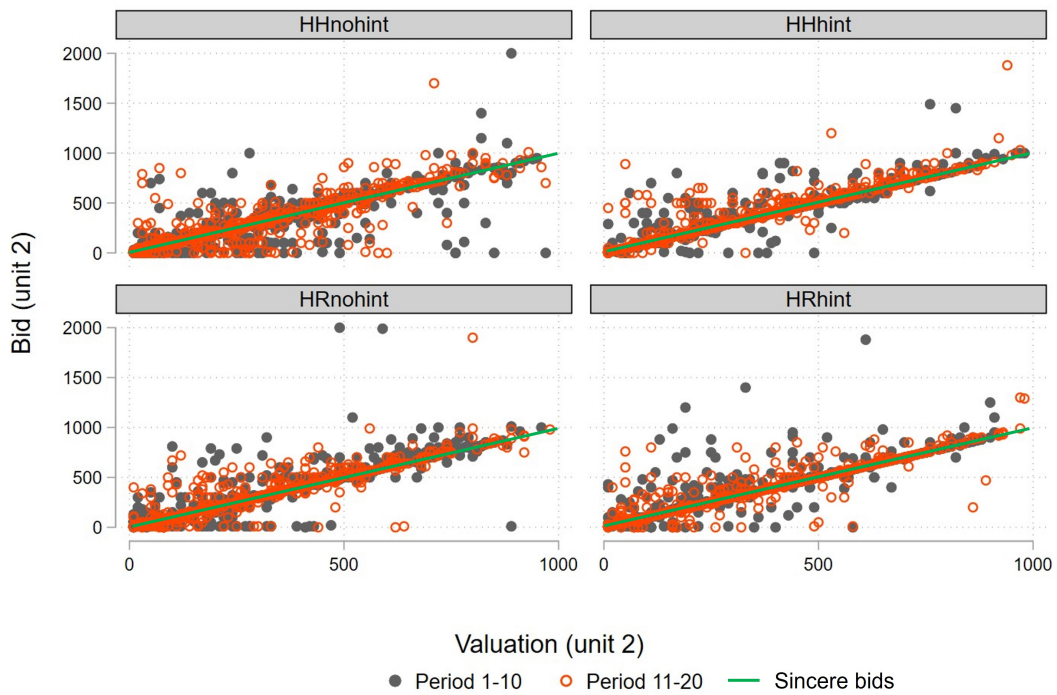 HHnohint HHhint
2000
1500
1000
500
0
HRnohint HRhint
2000
1500
1000
500
0
0 500 1000 0 500 1000
Bid (unit 2)
Valuation (unit 2)
Period 1-10 Period 11-20 Sincere bids